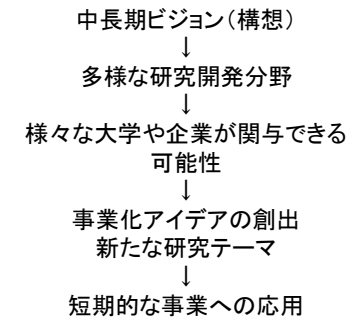 中長期ビジョン（構想）
↓
多様な研究開発分野
↓
様々な大学や企業が関与できる
可能性
↓
事業化アイデアの創出
新たな研究テーマ
↓
短期的な事業への応用